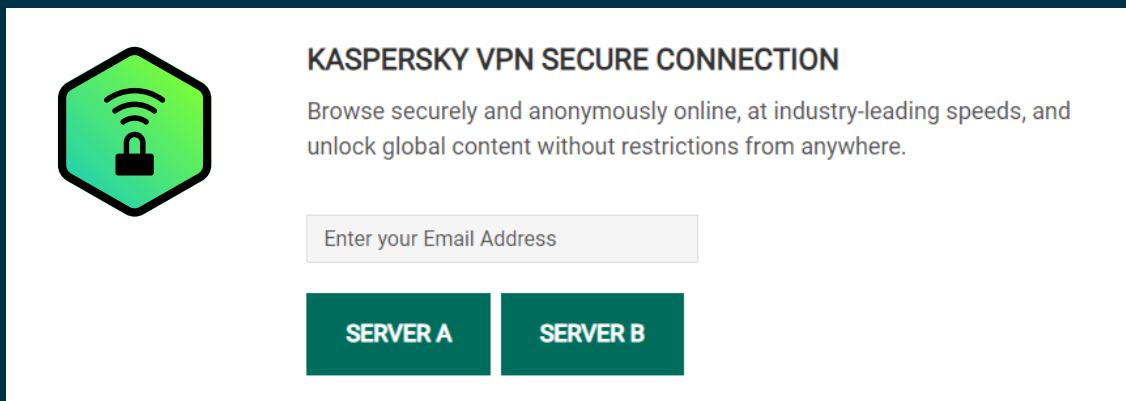 KASPERSKY VPN SECURE CONNECTION
Browse securely and anonymously online, at industry-leading speeds, and
unlock global content without restrictions from anywhere.
Enter your Email Address
SERVER A SERVER B